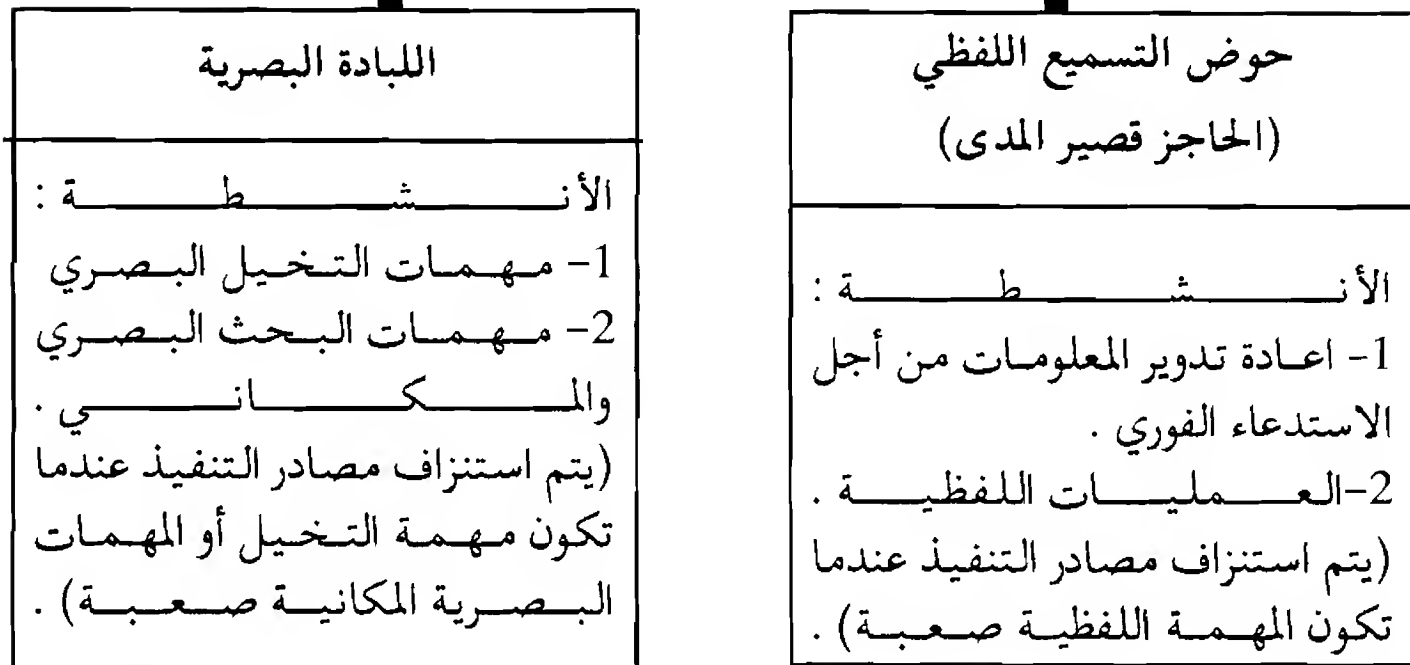 حوض التسميع اللفظي
(الحاجز قصير المدى)
الأنشطة :
1- اعادة تدوير المعلومات من أجل
الاستدعاء الفوري .
2-العمليات اللفظية .
(يتم استنزاف مصادر التنفيذ عندما
تكون المهمة اللفظية صعبة) .
اللبادة البصرية
الأنشطة :
1- مهمات التخيل البصري
2- مهمات البحث البصري
والمكاني .
(يتم استنزاف مصادر التنفيذ عندما
تكون مهمة التخيل أو المهمات
البصرية المكانية صعبة) .